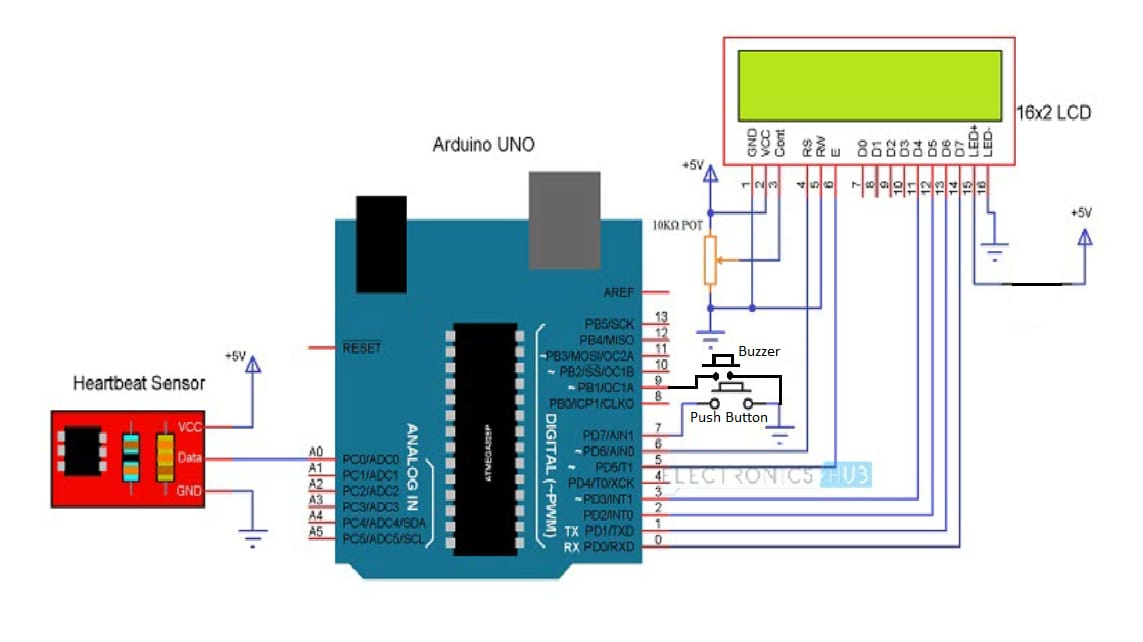 Arduino UNO
16x2 LCD
GND
VCC
Cont
RS
RW
E
D0
D1
D2
D3
D4
D5
D6
D7
LED+
LED-
1
2
3
4
5
6
7
8
9
10
11
12
13
14
15
16
+5V
10KΩ POT
+5V
AREF
PB5/SCK 13
PB4/MISO 12
~PB3/MOSI/OC2A 11
~ PB2/SS/OC1B 10
~ PB1/OC1A 9
PB0/ICP1/CLKO 8
PD7/AIN1 7
~ PD6/AIN0 6
~ PD5/T1 5
PD4/T0/XCK 4
~ PD3/INT1 3
PD2/INT0 2
TX PD1/TXD 1
RX PD0/RXD 0
DIGITAL (~PWM)
Buzzer
Push Button
ELECTRONICS HUB
RESET
ATMEGA328P
ANALOG IN
A0 PC0/ADC0
A1 PC1/ADC1
A2 PC2/ADC2
A3 PC3/ADC3
A4 PC4/ADC4/SDA
A5 PC5/ADC5/SCL
+5V
Heartbeat Sensor
VCC
Data
GND